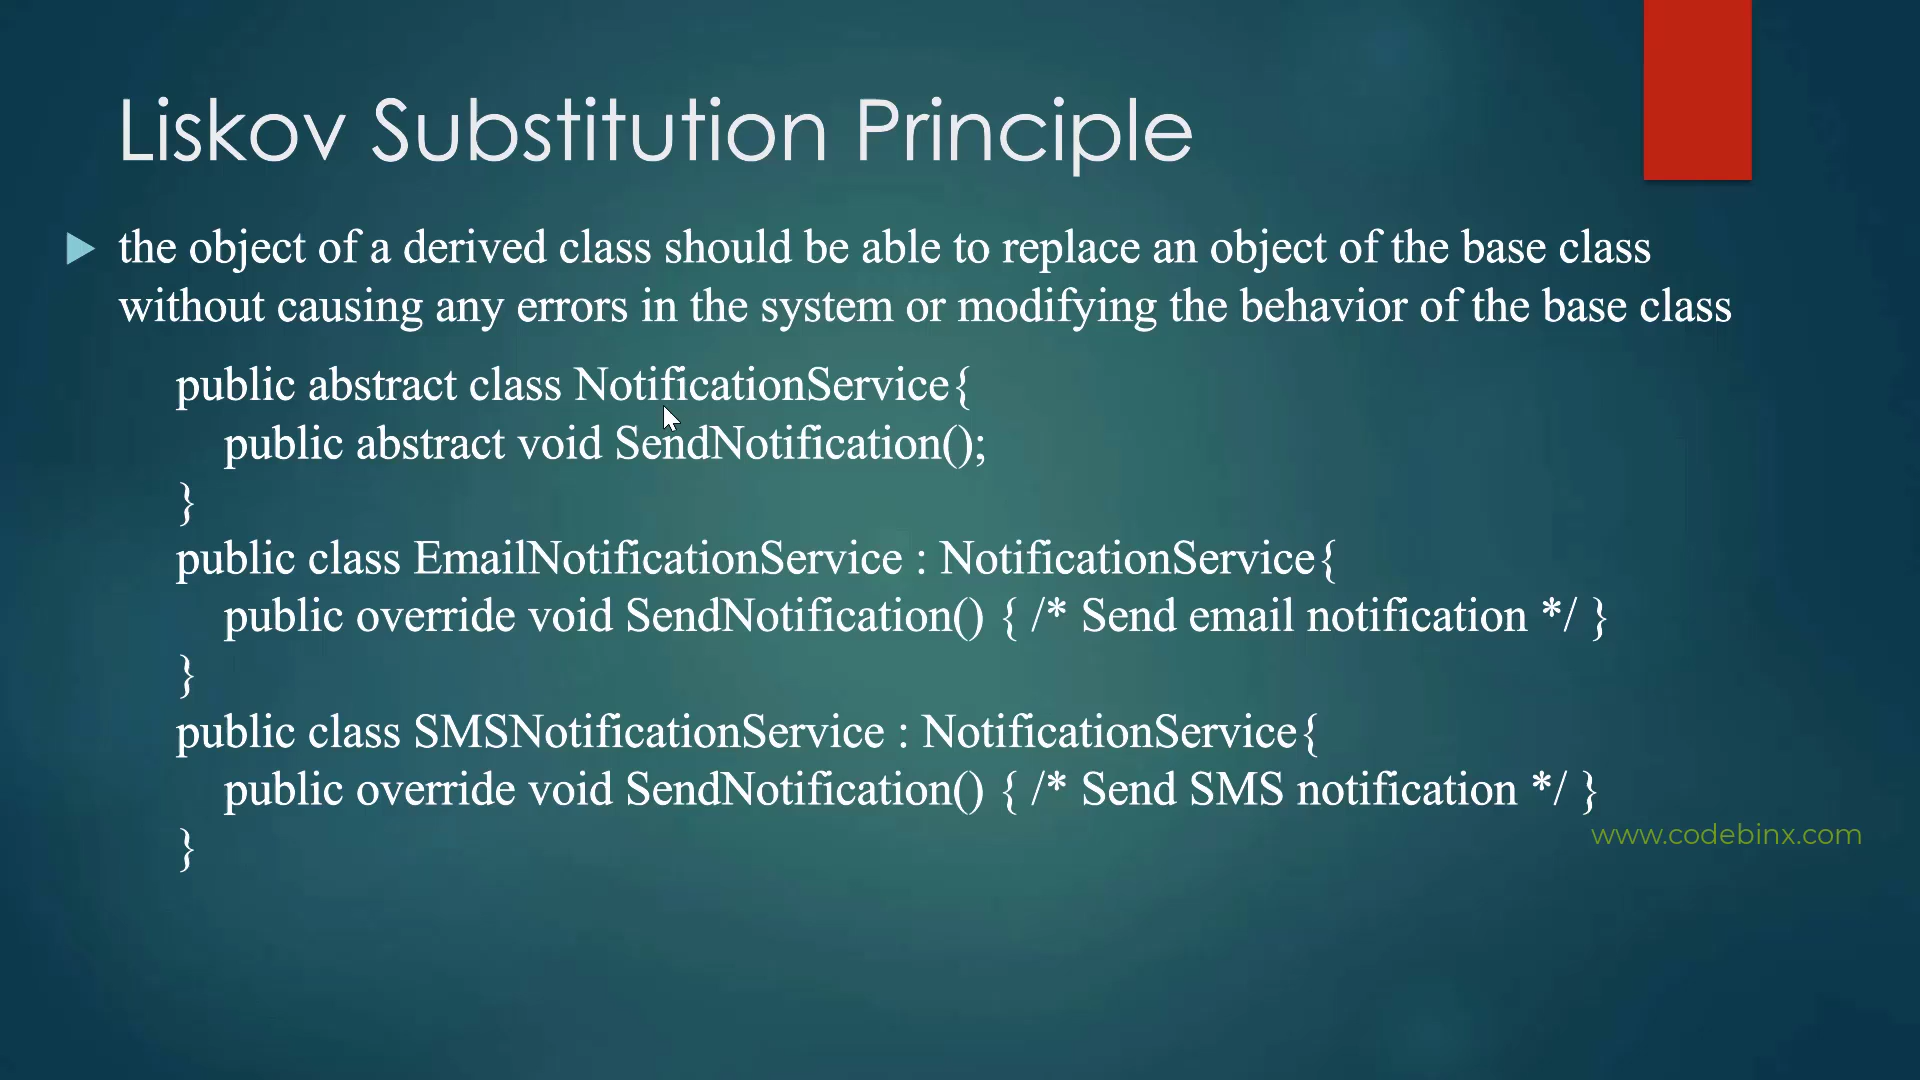 Liskov Substitution Principle
the object of a derived class should be able to replace an object of the base class
without causing any errors in the system or modifying the behavior of the base class
public abstract class NotificationService{
public abstract void SendNotification();
}
public class EmailNotificationService : NotificationService{
public override void SendNotification() { /* Send email notification */ }
}
public class SMSNotificationService : NotificationService{
public override void SendNotification() { /* Send SMS notification */ }
}
www.codebinx.com